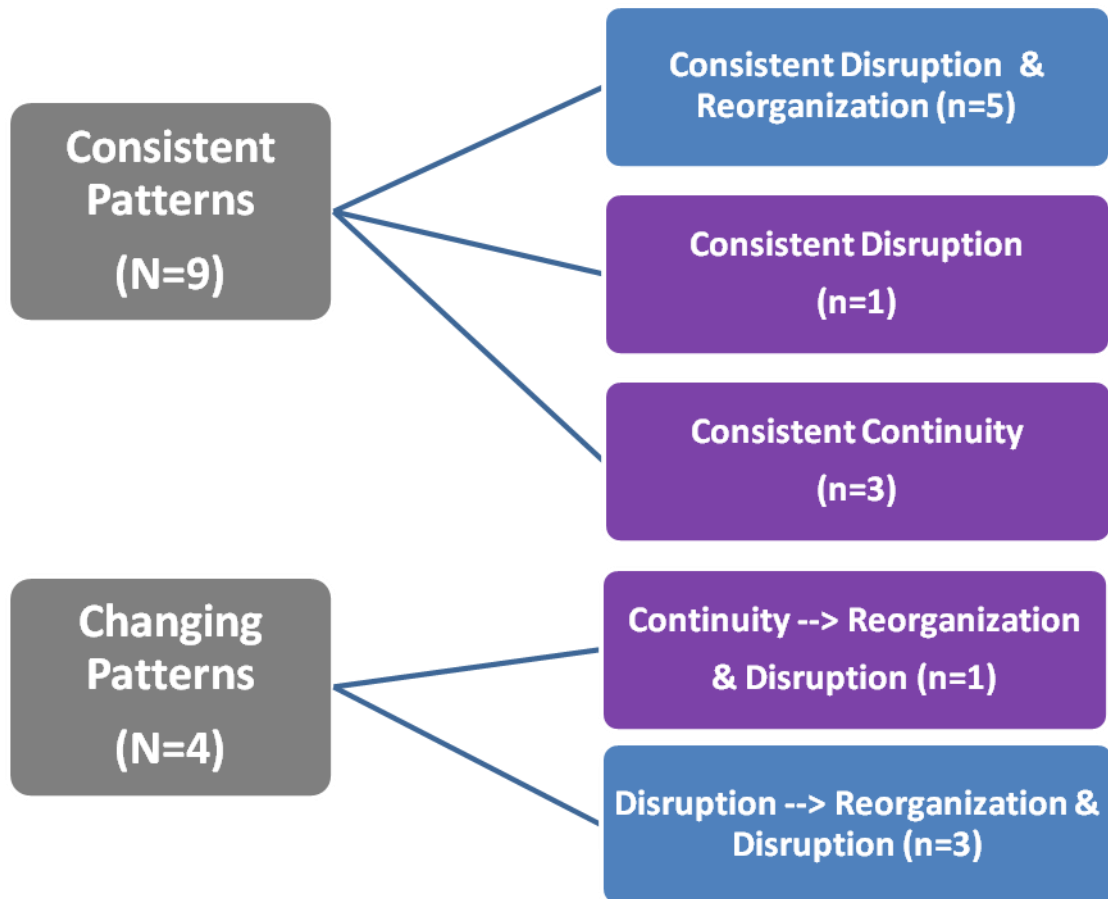 Consistent
Patterns
(N=9)
Consistent Disruption &
Reorganization (n=5)
Consistent Disruption
(n=1)
Consistent Continuity
(n=3)
Changing
Patterns
(N=4)
Continuity --> Reorganization
& Disruption (n=1)
Disruption --> Reorganization &
Disruption (n=3)